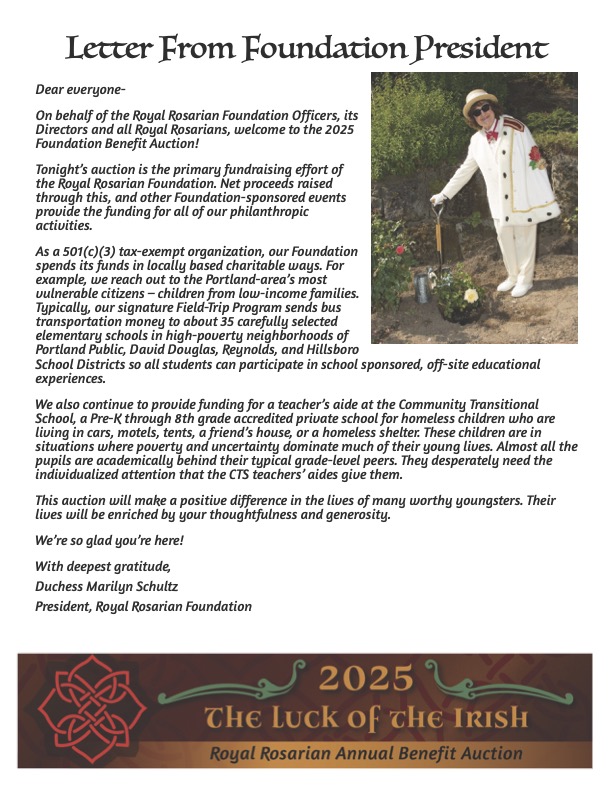 Letter From Foundation President
Dear everyone-
On behalf of the Royal Rosarian Foundation Officers, its
Directors and all Royal Rosarians, welcome to the 2025
Foundation Benefit Auction!
Tonight's auction is the primary fundraising effort of
the Royal Rosarian Foundation. Net proceeds raised
through this, and other Foundation-sponsored events
provide the funding for all of our philanthropic
activities.
As a 501(c)(3) tax-exempt organization, our Foundation
spends its funds in locally based charitable ways. For
example, we reach out to the Portland-area's most
vulnerable citizens – children from low-income families.
Typically, our signature Field-Trip Program sends bus
transportation money to about 35 carefully selected
elementary schools in high-poverty neighborhoods of
Portland Public, David Douglas, Reynolds, and Hillsboro
School Districts so all students can participate in school sponsored, off-site educational
experiences.
We also continue to provide funding for a teacher's aide at the Community Transitional
School, a Pre-K through 8th grade accredited private school for homeless children who are
living in cars, motels, tents, a friend's house, or a homeless shelter. These children are in
situations where poverty and uncertainty dominate much of their young lives. Almost all the
pupils are academically behind their typical grade-level peers. They desperately need the
individualized attention that the CTS teachers' aides give them.
This auction will make a positive difference in the lives of many worthy youngsters. Their
lives will be enriched by your thoughtfulness and generosity.
We're so glad you're here!
With deepest gratitude,
Duchess Marilyn Schultz
President, Royal Rosarian Foundation
2025
The Luck of the Irish
Royal Rosarian Annual Benefit Auction